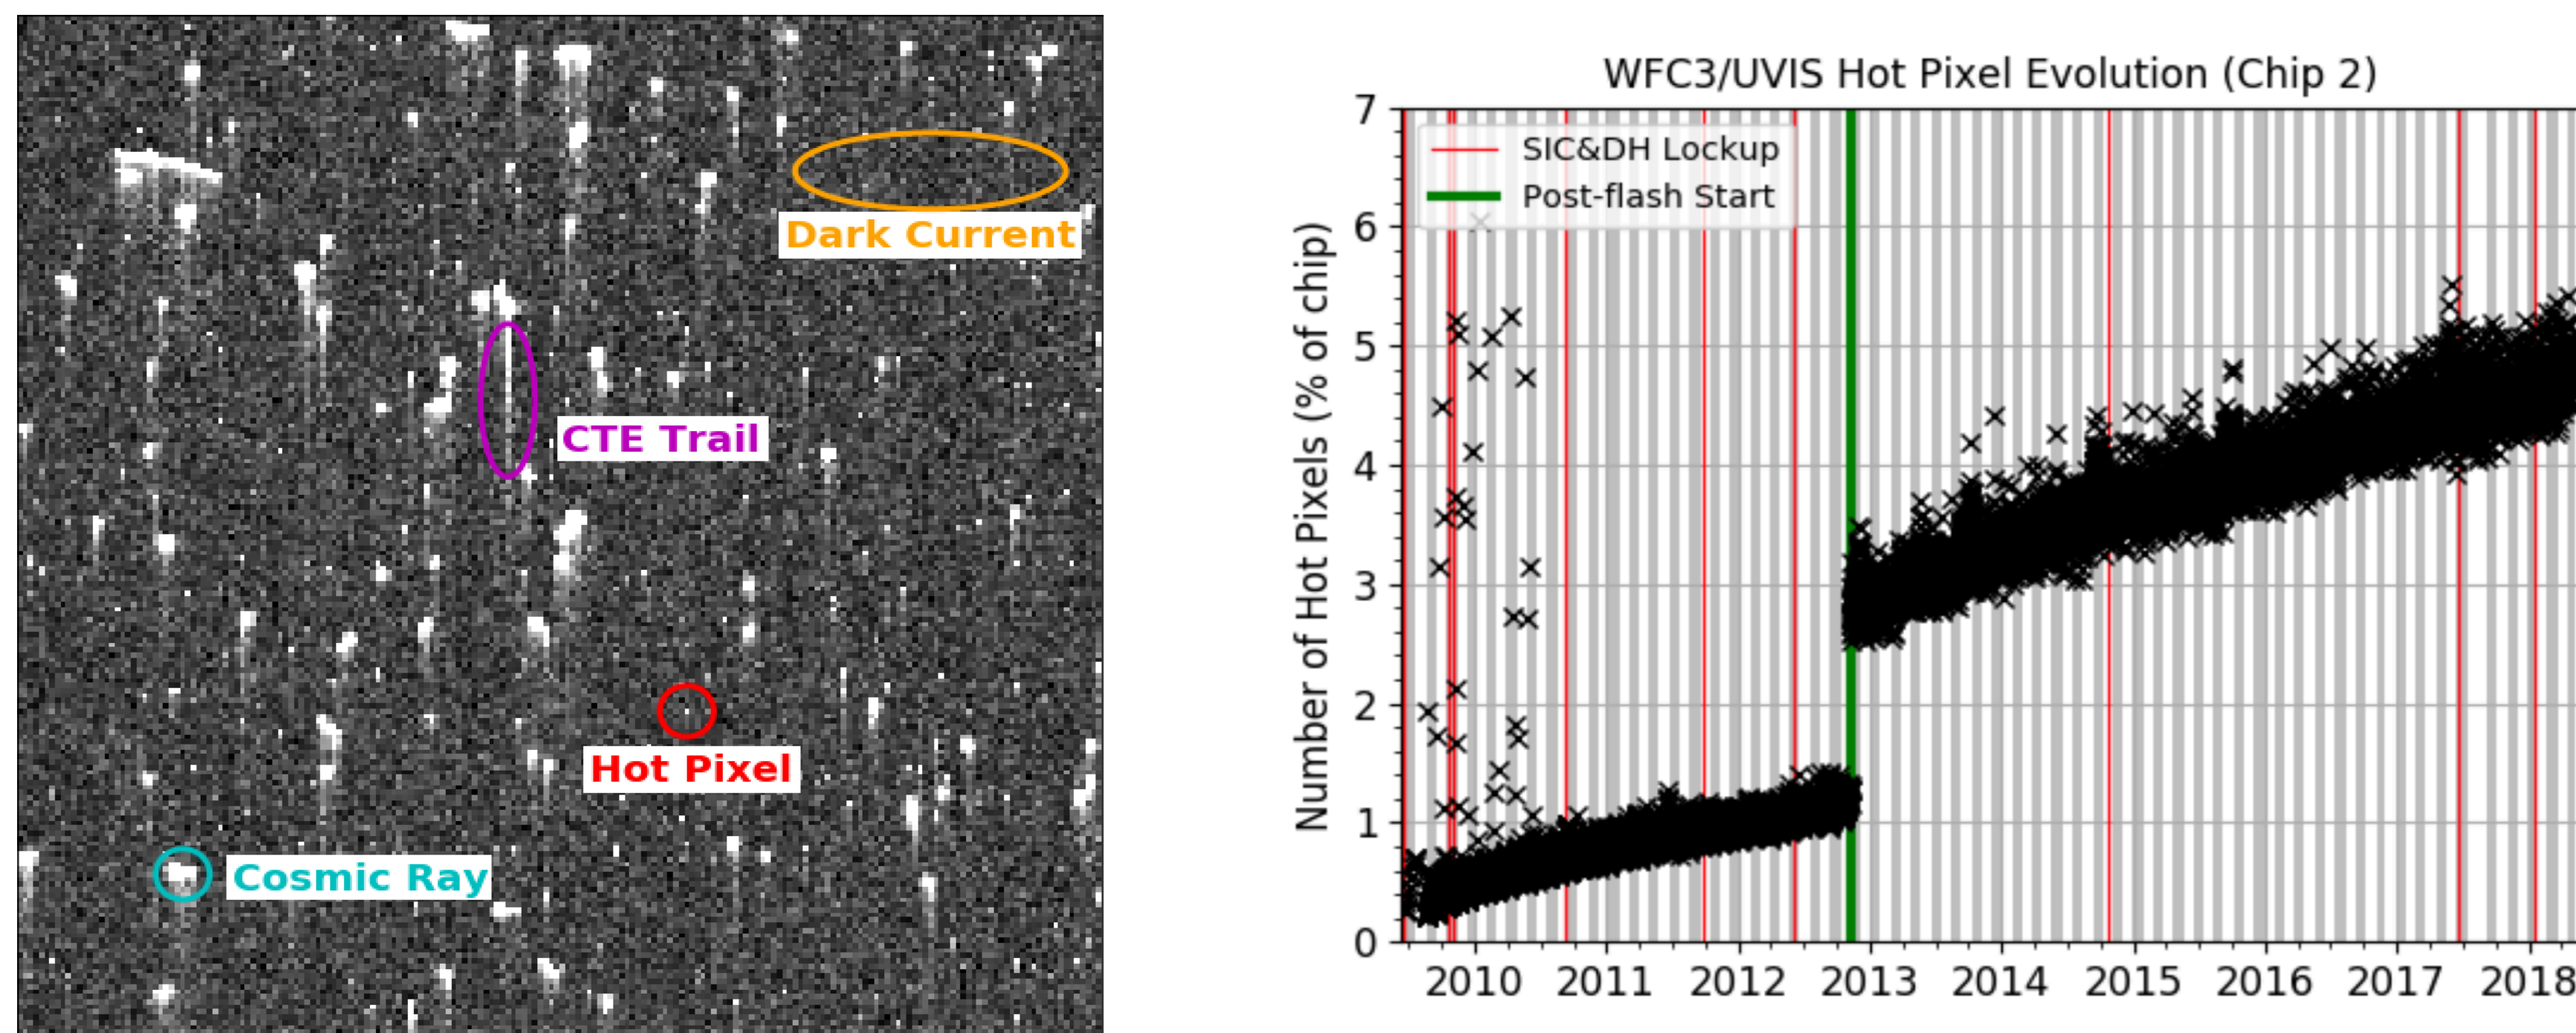 Dark Current
CTE Trail
Hot Pixel
Cosmic Ray
WFC3/UVIS Hot Pixel Evolution (Chip 2)
SIC&DH Lockup
Post-flash Start
Number of Hot Pixels (% of chip)
7
6
5
4
3
2
1
0
2010 2011 2012 2013 2014 2015 2016 2017 2018